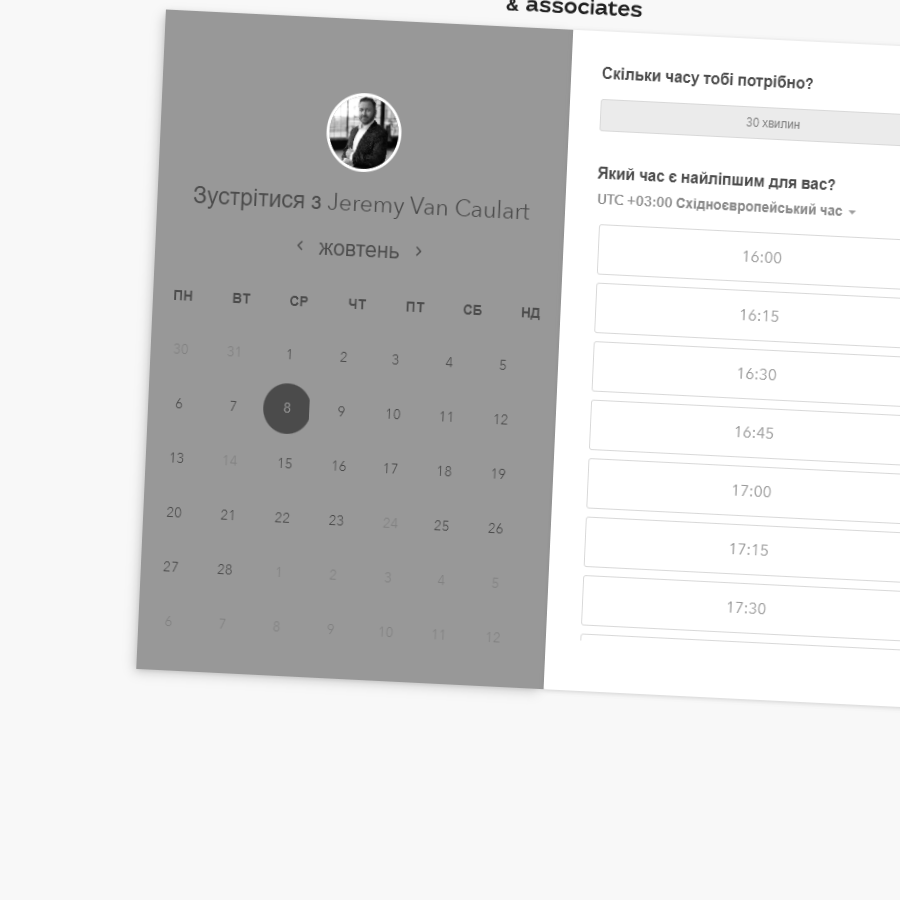 & associates
Зустрітися з Jeremy Van Caulart
‹ жовтень ›
ПН ВТ СР ЧТ ПТ СБ НД
30 31 1 2 3 4 5
6 7 8 9 10 11 12
13 14 15 16 17 18 19
20 21 22 23 24 25 26
27 28 1 2 3 4 5
6 7 8 9 10 11 12
Скільки часу тобі потрібно?
30 хвилин
Який час є найліпшим для вас?
UTC +03:00 Східноєвропейський час
16:00
16:15
16:30
16:45
17:00
17:15
17:30